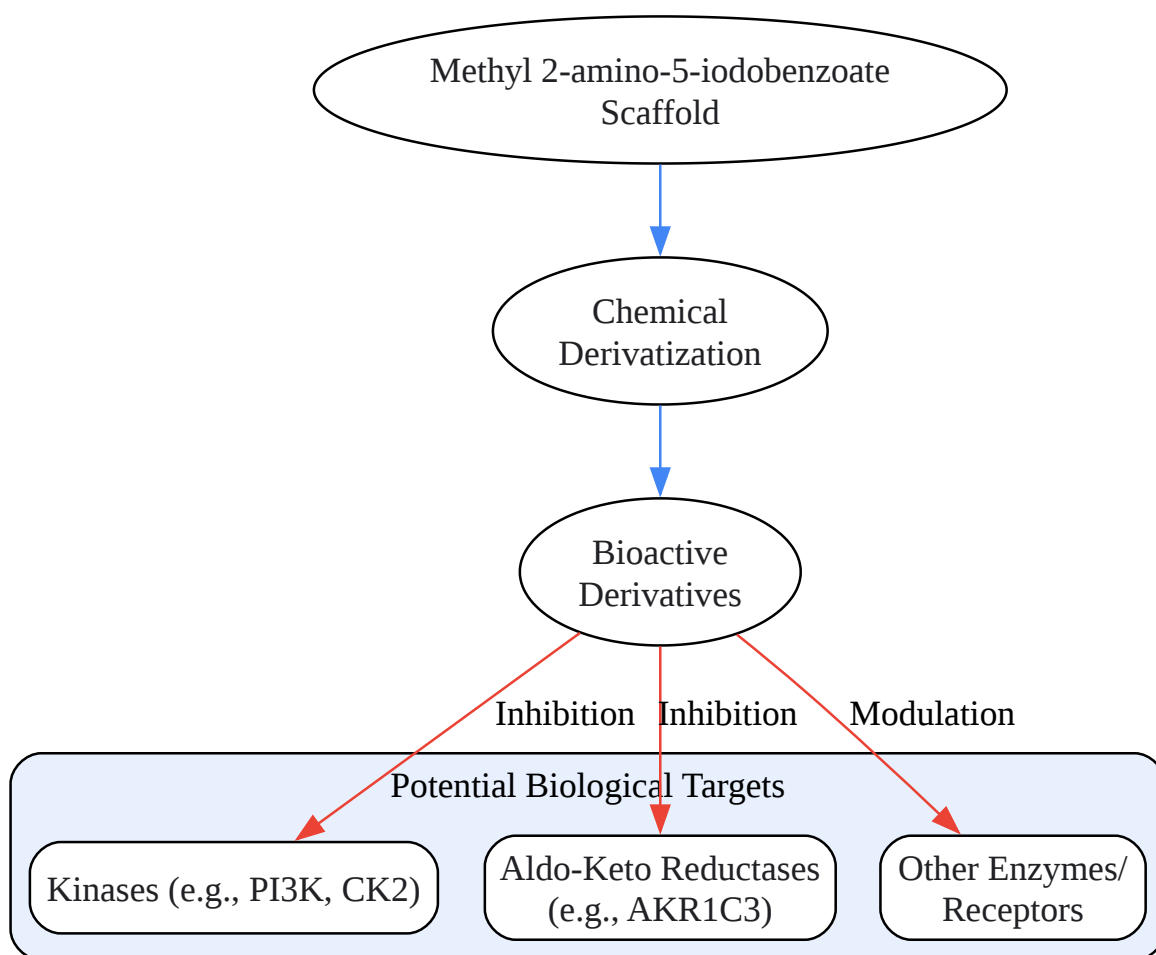 Methyl 2-amino-5-iodobenzoate
Scaffold
Chemical
Derivatization
Bioactive
Derivatives
Inhibition
Inhibition
Modulation
Potential Biological Targets
Kinases (e.g., PI3K, CK2)
Aldo-Keto Reductases
(e.g., AKR1C3)
Other Enzymes/
Receptors